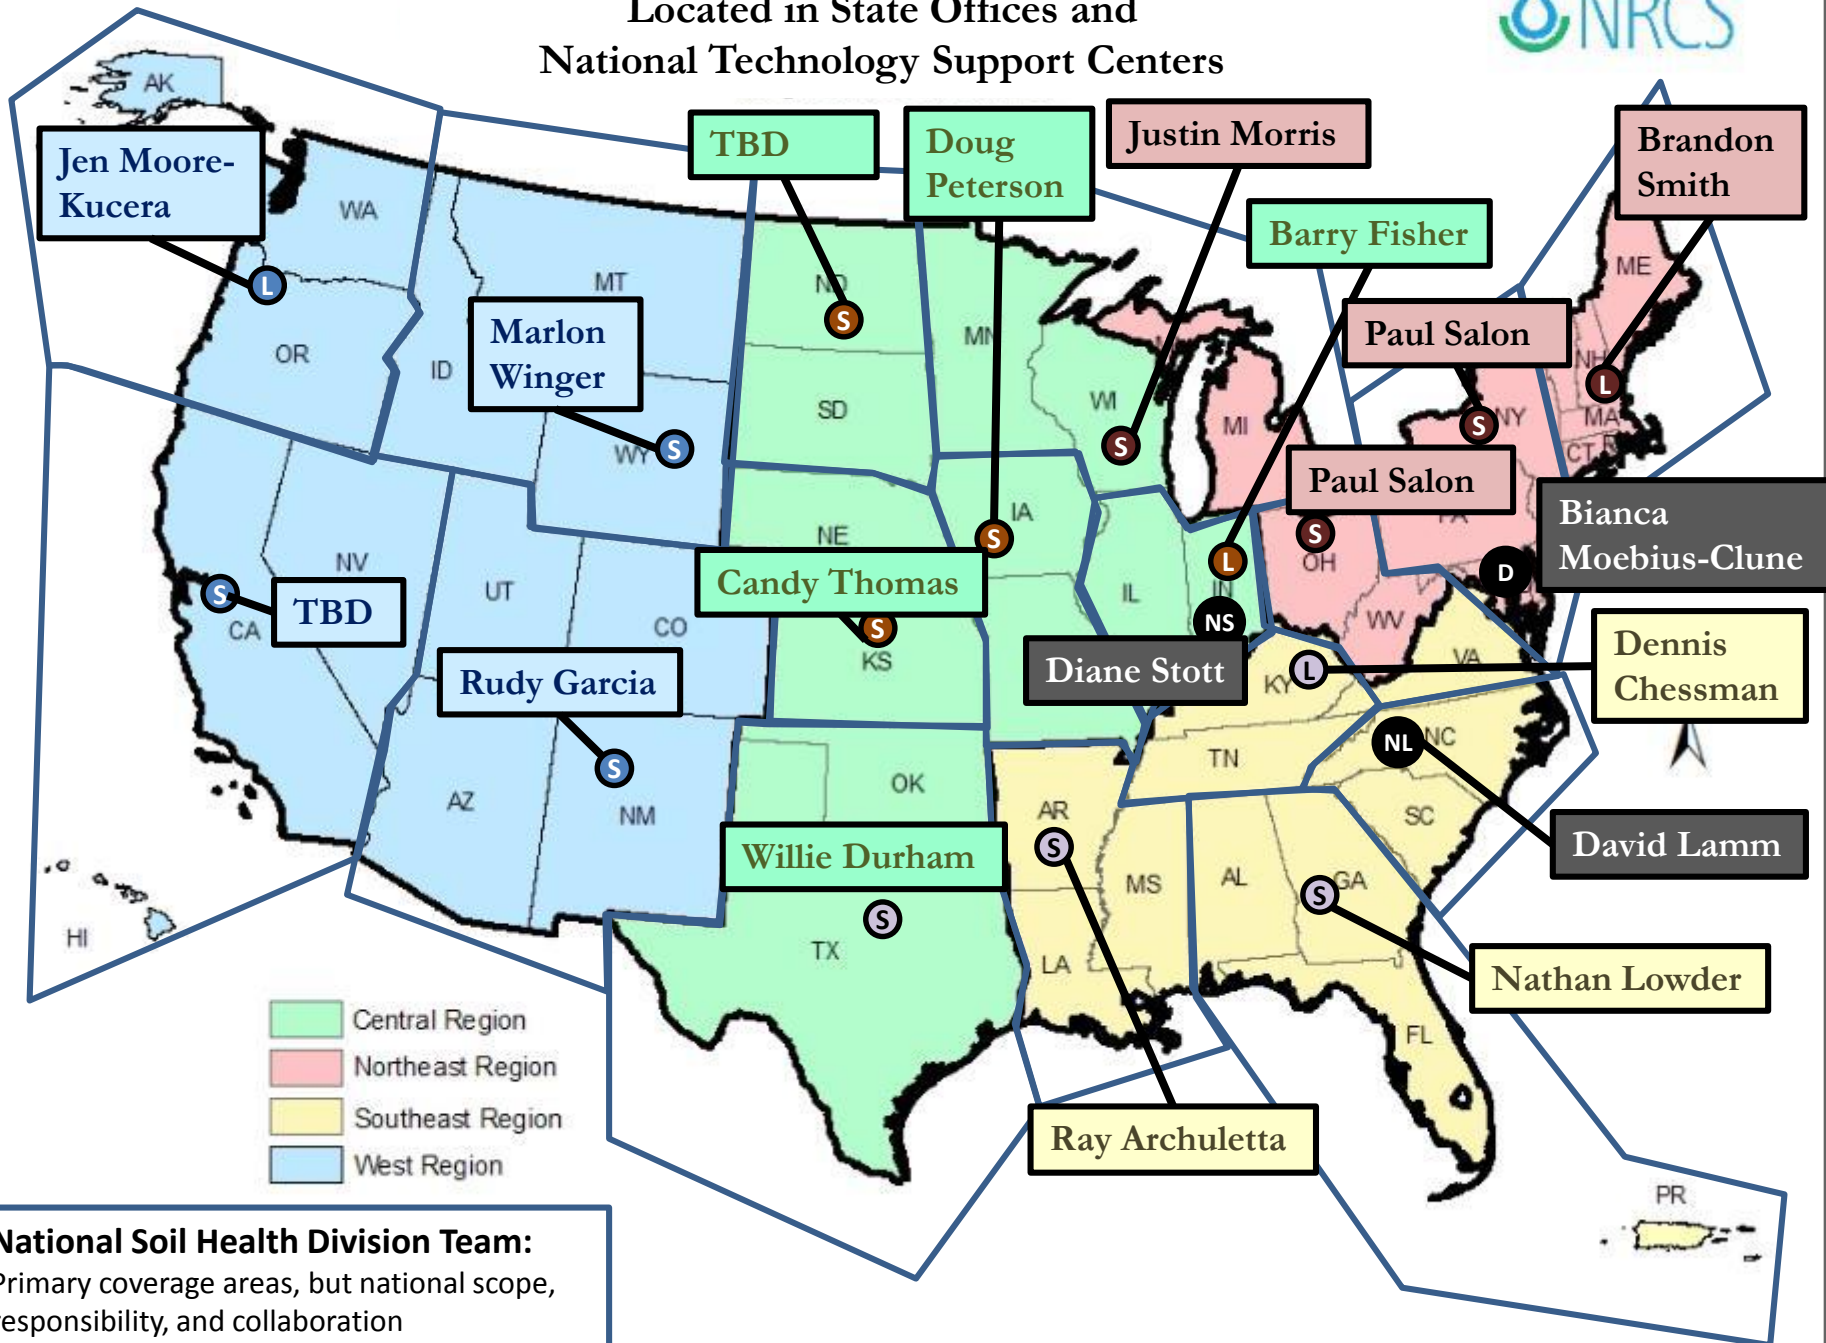 Located in State Offices and
National Technology Support Centers
NRCS
AK
Jen Moore-
Kucera
WA
L
OR
MT
ID
Marlon
Winger
WY
S
TBD
ND
S
SD
Doug
Peterson
MN
IA
S
Justin Morris
WI
S
MI
Barry Fisher
L
IN
Brandon
Smith
ME
NH
L
MA
CT
Paul Salon
S
NY
Paul Salon
S
OH
PA
Bianca
Moebius-Clune
D
NE
Candy Thomas
S
KS
IL
NS
Diane Stott
WV
VA
KY
L
Dennis
Chessman
NV
S
CA
TBD
UT
CO
Rudy Garcia
S
AZ
NM
OK
Willie Durham
S
TX
TN
NL
NC
David Lamm
SC
AR
S
MS
AL
GA
S
LA
Nathan Lowder
FL
Ray Archuletta
HI
PR
Central Region
Northeast Region
Southeast Region
West Region
National Soil Health Division Team:
Primary coverage areas, but national scope,
responsibility, and collaboration